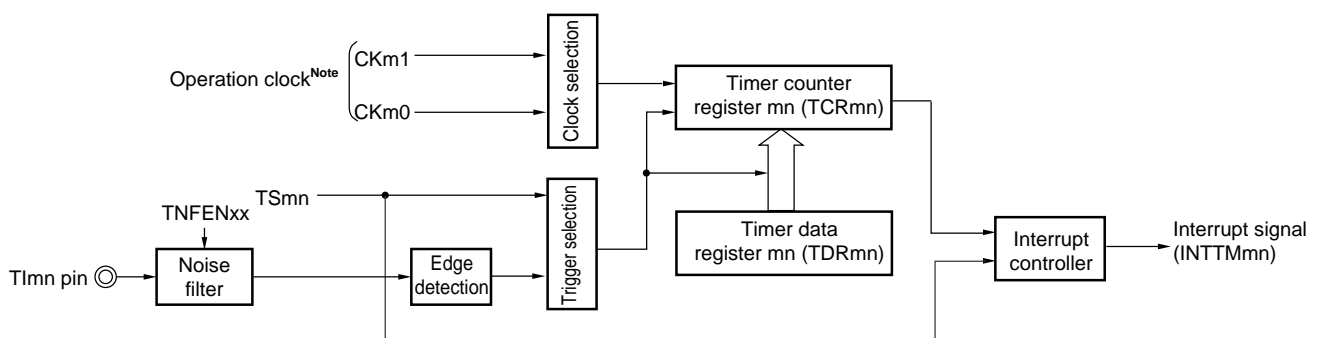 Operation clockNote
CKm1
CKm0
Clock selection
Timer counter
register mn (TCRmn)
TSmn
TNFENxx
TImn pin
Noise
filter
Edge
detection
Trigger selection
Timer data
register mn (TDRmn)
Interrupt
controller
Interrupt signal
(INTTMmn)